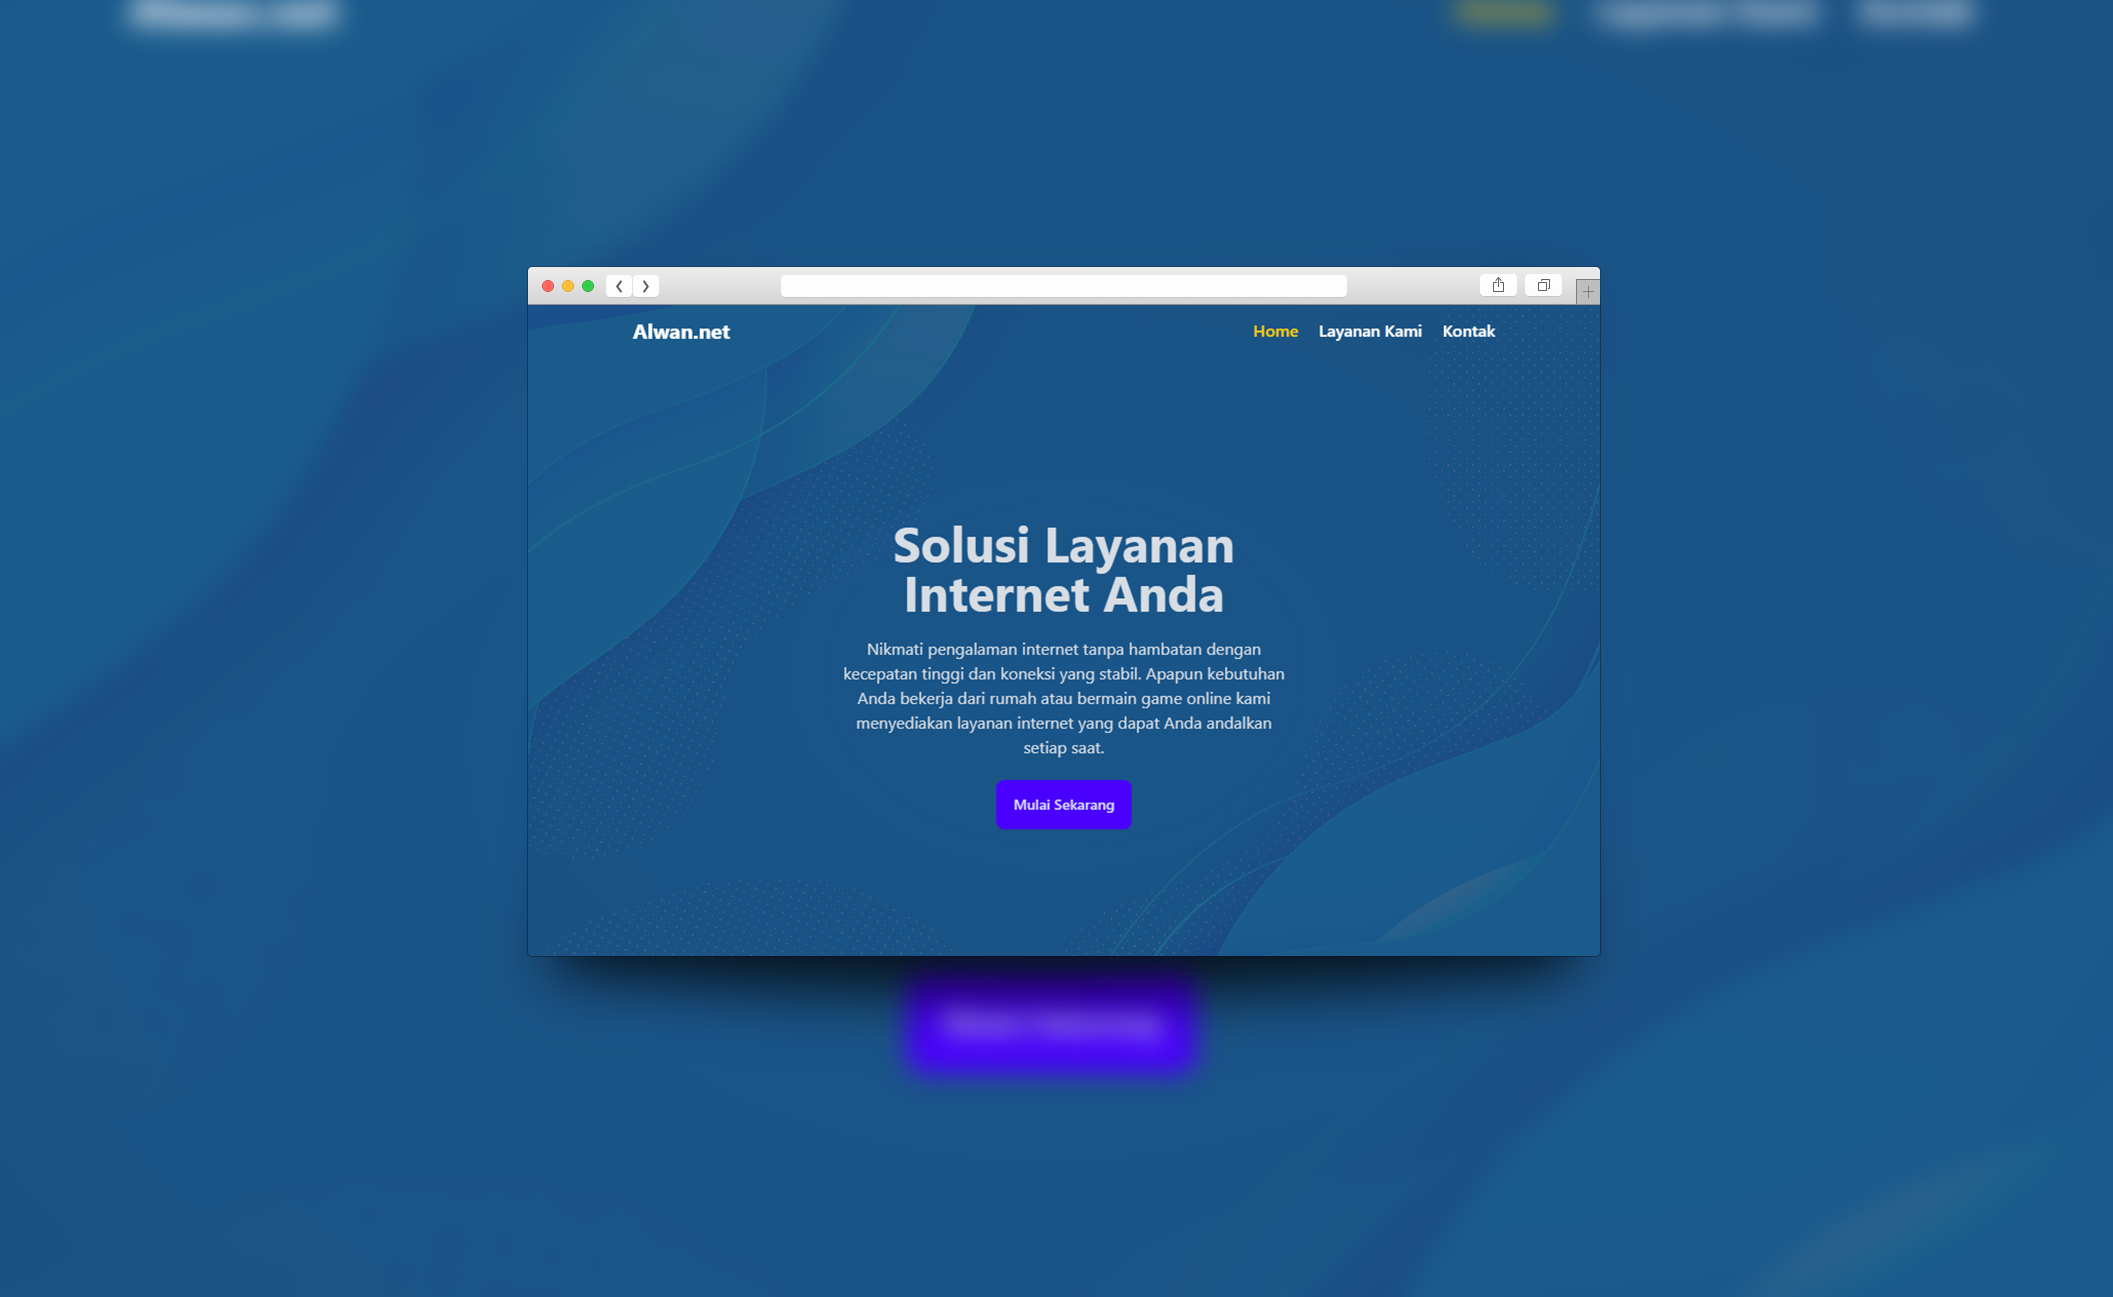 Alwan.net
Home Layanan Kami Kontak
Solusi Layanan
Internet Anda
Nikmati pengalaman internet tanpa hambatan dengan
kecepatan tinggi dan koneksi yang stabil. Apapun kebutuhan
Anda bekerja dari rumah atau bermain game online kami
menyediakan layanan internet yang dapat Anda andalkan
setiap saat.
Mulai Sekarang